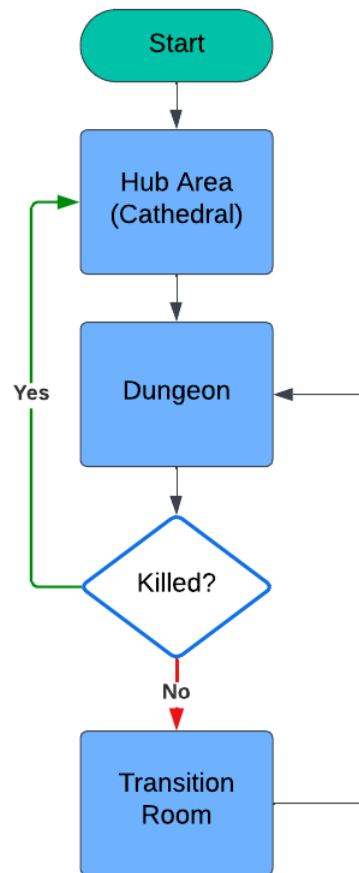 Start
Hub Area
(Cathedral)
Yes
Dungeon
Killed?
No
Transition
Room